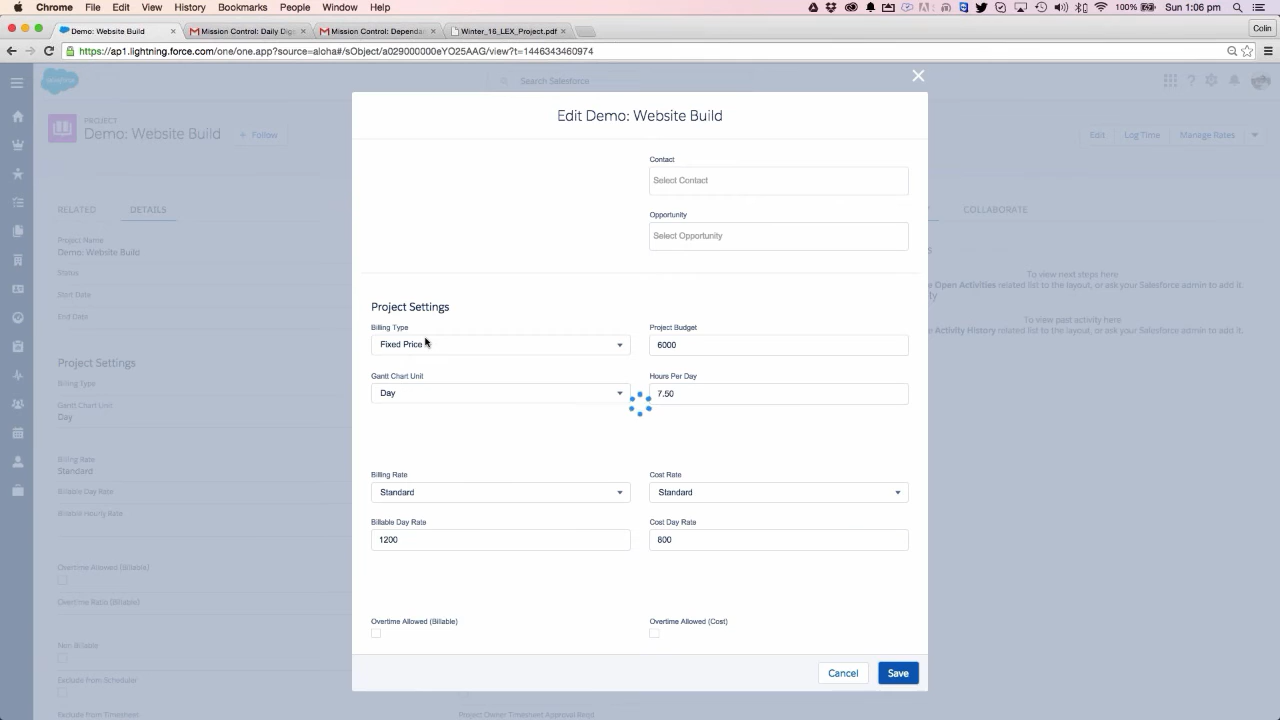 Chrome File Edit View History Bookmarks People Window Help
100% Sun 1:06 pm
Demo: Website Build
Mission Control: Daily Dige
Mission Control: Dependa
Winter_16_LEX_Project.pdf
Colin
https://ap1.lightning.force.com/one/one.app?source=aloha#/sObject/a029000000eYO25AAG/view?t=1446343460974
Search Salesforce
PROJECT
Demo: Website Build
+ Follow
Edit
Log Time
Manage Rates
RELATED
DETAILS
COLLABORATE
Project Name
Demo: Website Build
Status
Start Date
End Date
Project Settings
Billing Type
Gantt Chart Unit
Day
Billing Rate
Standard
Billable Day Rate
Billable Hourly Rate
Overtime Allowed (Billable)
Overtime Ratio (Billable)
Non Billable
Exclude from Scheduler
Exclude from Timesheet
Project Owner Timesheet Approval Reqd
To view next steps here
e Open Activities related list to the layout, or ask your Salesforce admin to add it.
To view past activity here
e Activity History related list to the layout, or ask your Salesforce admin to add it.
Edit Demo: Website Build
Contact
Select Contact
Opportunity
Select Opportunity
Project Settings
Billing Type
Fixed Price
Project Budget
6000
Gantt Chart Unit
Day
Hours Per Day
7.50
Billing Rate
Standard
Cost Rate
Standard
Billable Day Rate
1200
Cost Day Rate
800
Overtime Allowed (Billable)
Overtime Allowed (Cost)
Cancel
Save